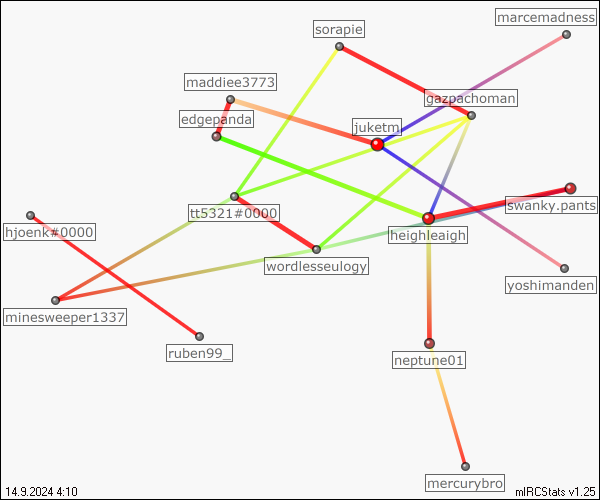 marcemadness
sorapie
maddiee3773
gazpachoman
edgepanda
juketm
swanky.pants
tt5321#0000
hjoenk#0000
heighleaigh
wordlesseulogy
yoshimanden
minesweeper1337
ruben99_
neptune01
mercurybro
14.9.2024 4:10
mIRCStats v1.25